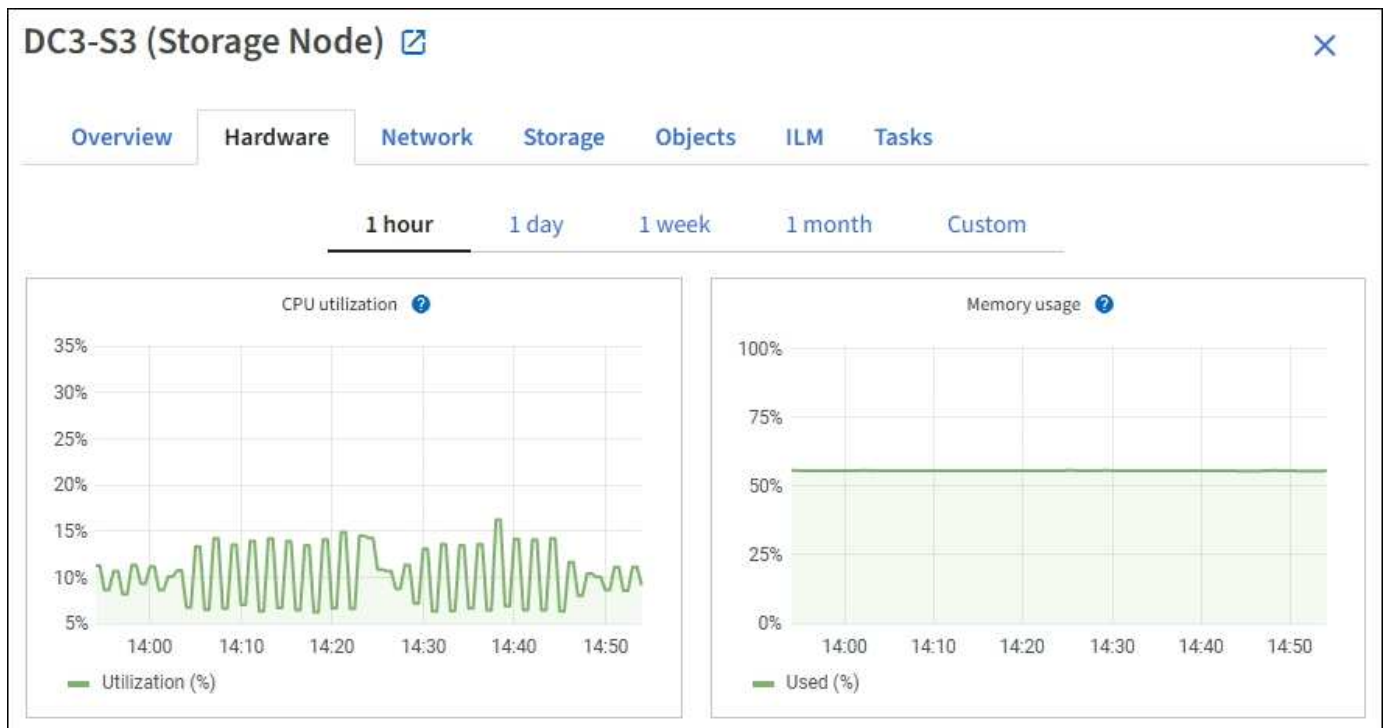 DC3-S3 (Storage Node)
Overview Hardware Network Storage Objects ILM Tasks
1 hour 1 day 1 week 1 month Custom
CPU utilization ?
35%
30%
25%
20%
15%
10%
5%
14:00 14:10 14:20 14:30 14:40 14:50
Utilization (%)
Memory usage ?
100%
75%
50%
25%
0%
14:00 14:10 14:20 14:30 14:40 14:50
Used (%)